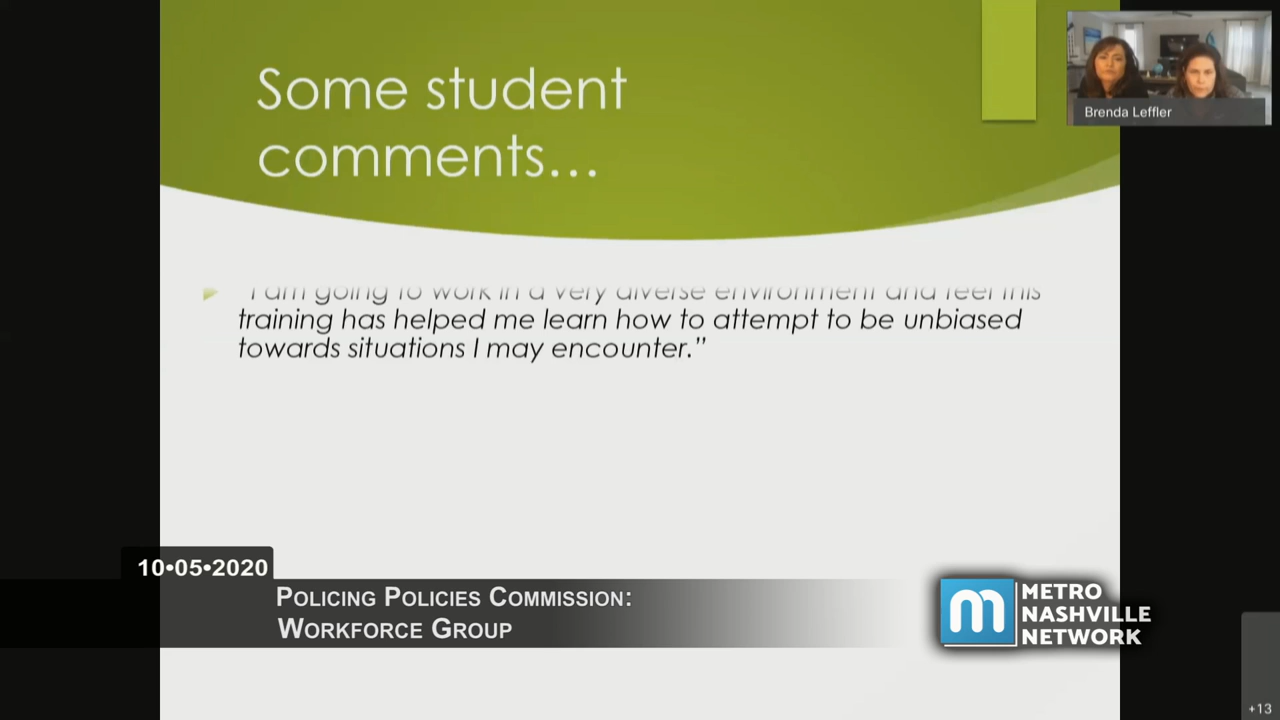 Some student
comments...
"I am going to work in a very diverse environment and feel this
training has helped me learn how to attempt to be unbiased
towards situations I may encounter."
Brenda Leffler
10•05•2020
Policing Policies Commission:
Workforce Group
m
METRO
NASHVILLE
NETWORK
+13